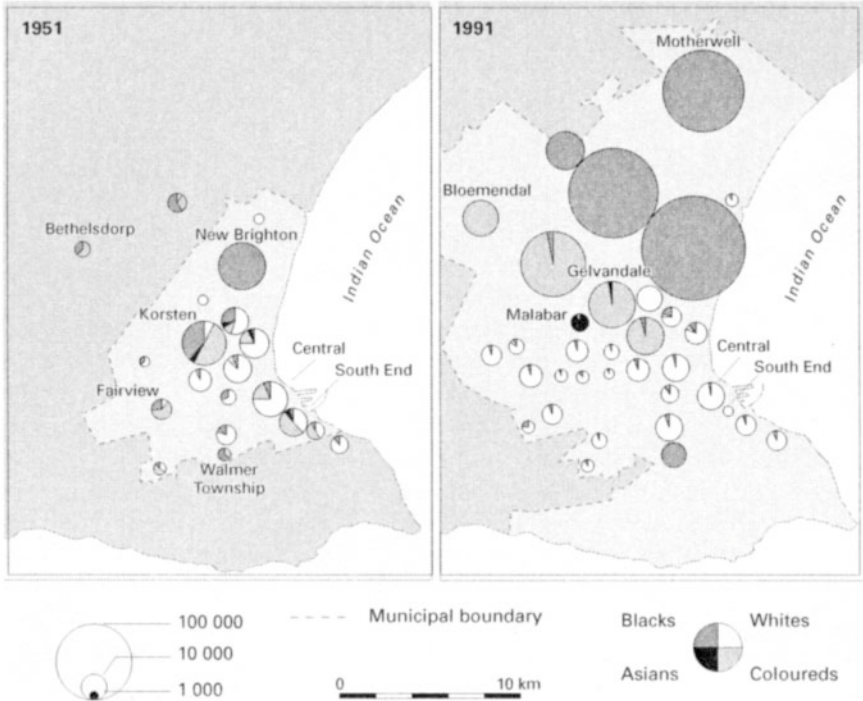 1951
Bethelsdorp
New Brighton
Korsten
Fairview
Walmer
Township
Central
South End
Indian Ocean
1991
Motherwell
Bloemendal
Gelvandale
Malabar
Central
South End
Indian Ocean
100 000
10 000
1 000
Municipal boundary
0 10 km
Blacks Whites
Asians Coloureds